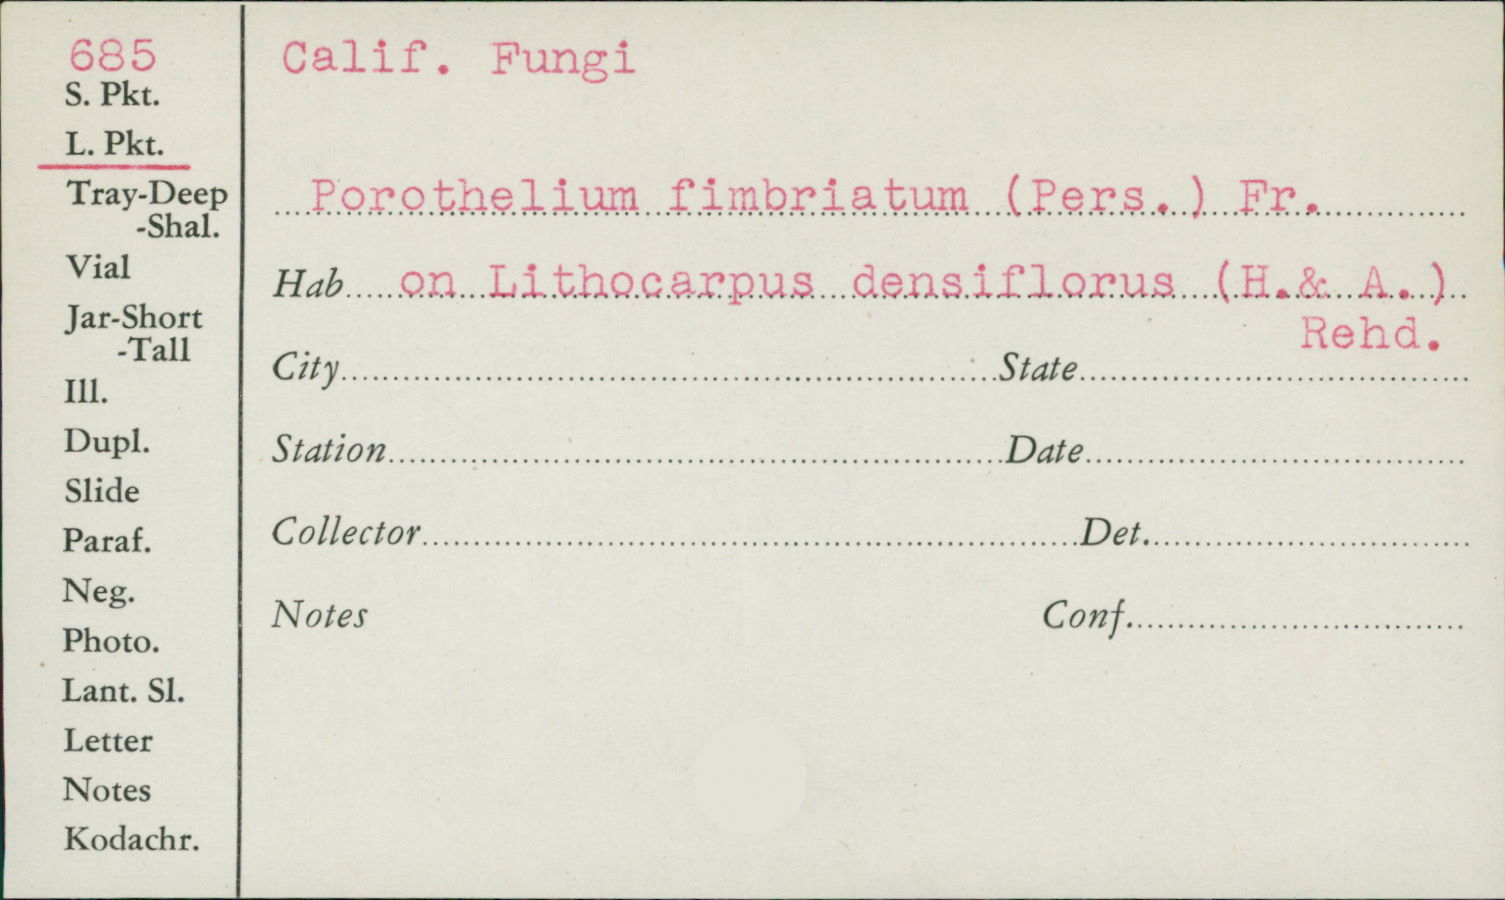 685
S. Pkt.
L. Pkt.
Tray-Deep
-Shal.
Vial
Jar-Short
-Tall
Ill.
Dupl.
Slide
Paraf.
Neg.
Photo.
Lant. Sl.
Letter
Notes
Kodachr.
Calif. Fungi
Porothelium fimbriatum (Pers.) Fr.
Hab on Lithocarpus densiflorus (H.& A.)
Rehd.
City State
Station Date
Collector Det.
Notes Conf.